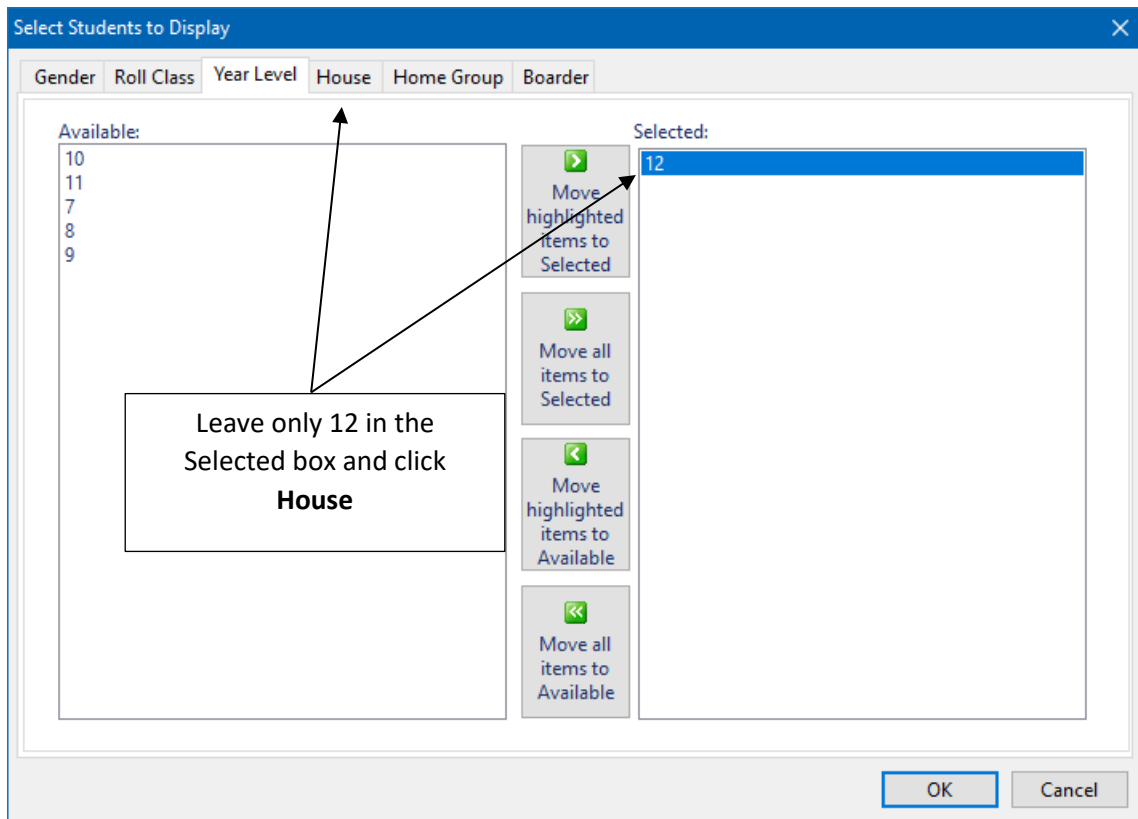 Select Students to Display
Gender Roll Class Year Level House Home Group Boarder
Available:
10
11
7
8
9
Move
highlighted
items to
Selected
Move all
items to
Selected
Move
highlighted
items to
Available
Move all
items to
Available
Selected:
12
Leave only 12 in the
Selected box and click
House
OK Cancel